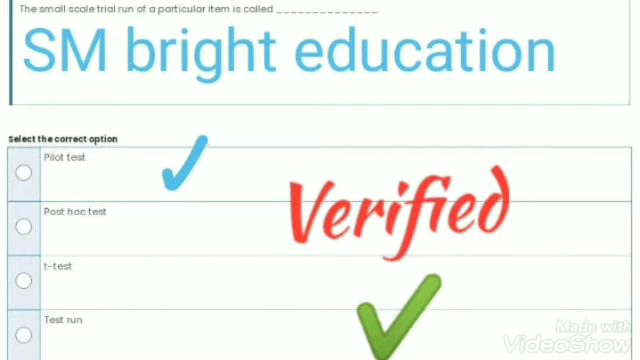 The small scale trial run of a particular item is called _______________.
SM bright education
Select the correct option
Pilot test
Post hoc test
Verified
t-test
Test run
Made with
VideoShow